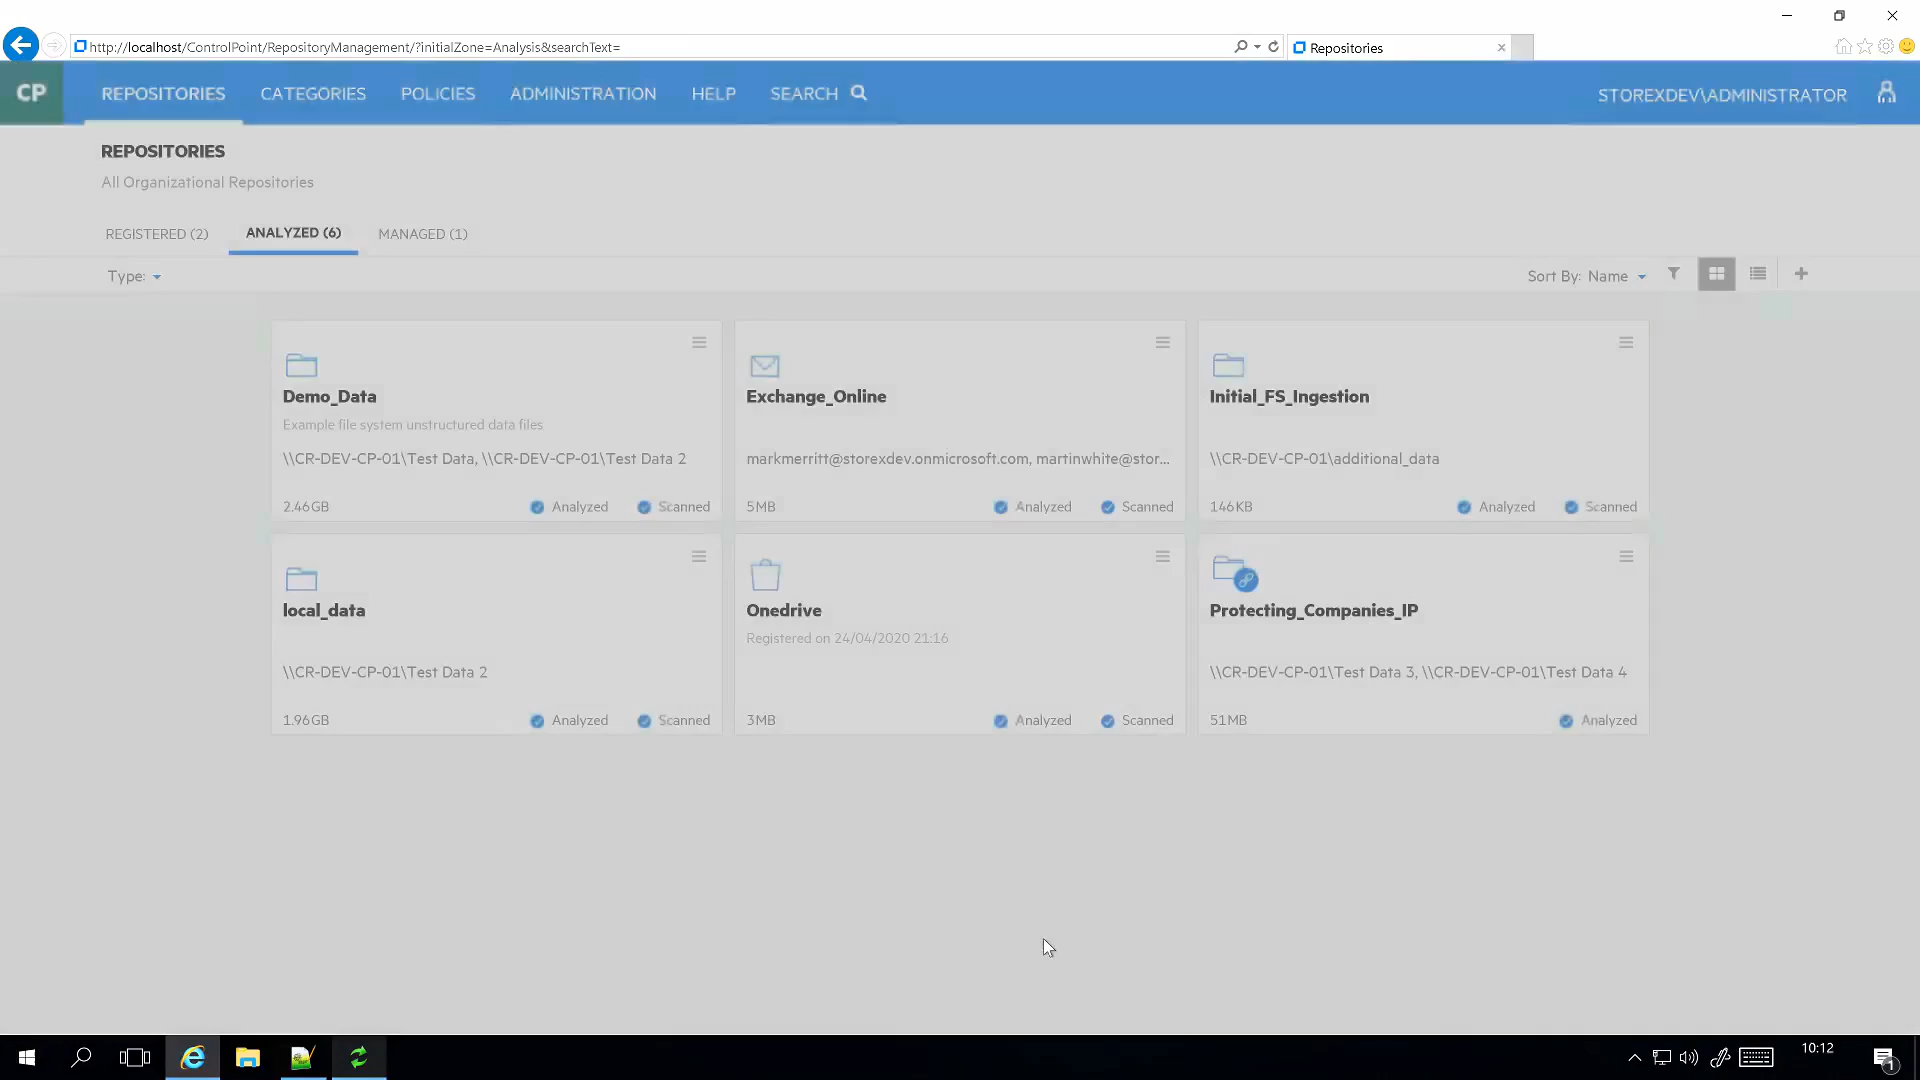 http://localhost/ControlPoint/RepositoryManagement/?initialZone=Analysis&searchText=
Repositories
CP
REPOSITORIES
CATEGORIES
POLICIES
ADMINISTRATION
HELP
SEARCH
STOREXDEV\ADMINISTRATOR
REPOSITORIES
All Organizational Repositories
REGISTERED (2)
ANALYZED (6)
MANAGED (1)
Type:
Sort By: Name
Demo_Data
Example file system unstructured data files
\\CR-DEV-CP-01\Test Data, \\CR-DEV-CP-01\Test Data 2
2.46GB
Analyzed
Scanned
Exchange_Online
markmerritt@storexdev.onmicrosoft.com, martinwhite@stor...
5MB
Analyzed
Scanned
Initial_FS_Ingestion
\\CR-DEV-CP-01\additional_data
146KB
Analyzed
Scanned
local_data
\\CR-DEV-CP-01\Test Data 2
1.96GB
Analyzed
Scanned
Onedrive
Registered on 24/04/2020 21:16
3MB
Analyzed
Scanned
Protecting_Companies_IP
\\CR-DEV-CP-01\Test Data 3, \\CR-DEV-CP-01\Test Data 4
51MB
Analyzed
10:12
1